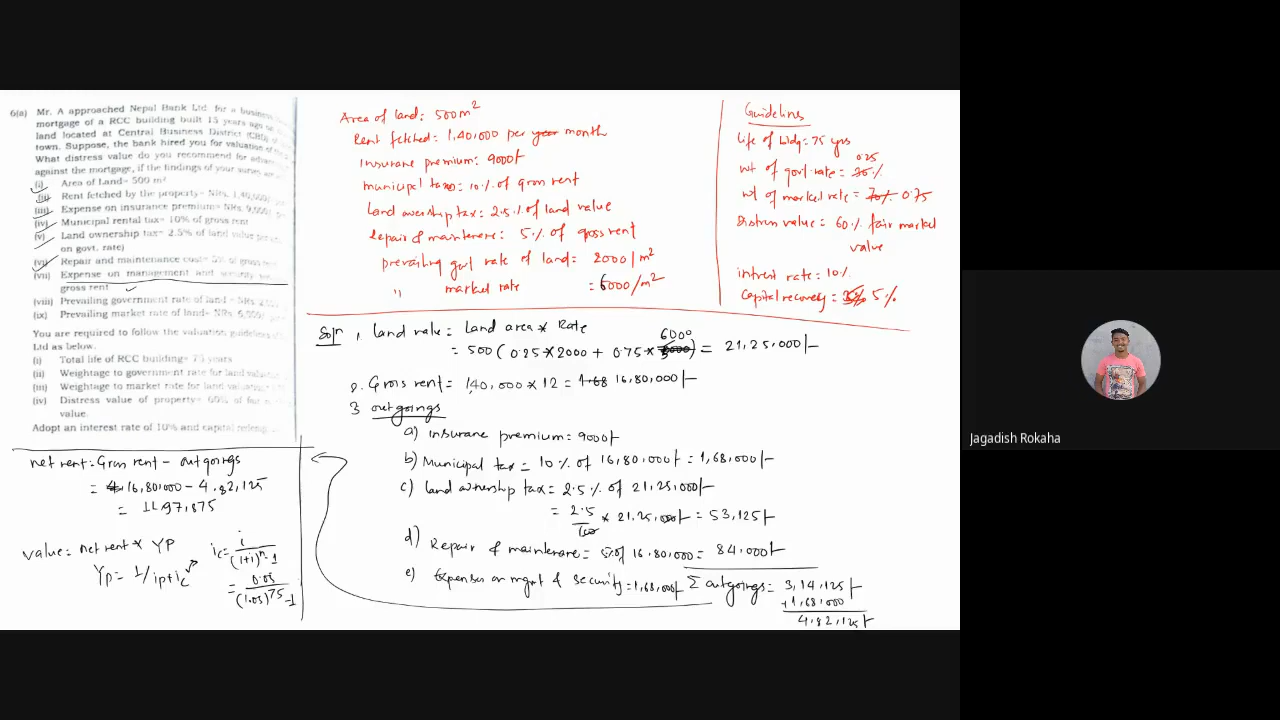 6(a) Mr. A approached Nepal Bank Ltd. for a business
mortgage of a RCC building built 15 years ago
land located at Central Business District (CBD)
town. Suppose, the bank hired you for valuation
What distress value do you recommend for
against the mortgage, if the findings of your
(i) Area of Land= 500 m²
Rent fetched by the property= NRs. 1,40,000/
(iii) Expense on insurance premium= NRs. 9,000/
(iv) Municipal rental tax= 10% of gross rent
(v) Land ownership tax= 2.5% of land value
on govt. rate)
(vi) Repair and maintenance cost= 5% of gross
(vii) Expense on management and security
gross rent
(viii) Prevailing government rate of land= NRs.
(ix) Prevailing market rate of land= NRs. 6,000/
You are required to follow the valuation guidelines
Ltd as below.
(i) Total life of RCC building= 75 years
(ii) Weightage to government rate for land
(iii) Weightage to market rate for land
(iv) Distress value of property= 60% of fair
value.
Adopt an interest rate of 10% and capital
net rent = Gross rent - outgoings
= 16,80,000 - 4,82,125
= 11,97,875
value = net rent × YP
YP = 1/ip+ic
ic = i/(1+i)^n-1
= 0.05/(1.05)^75-1
Area of land: 500m²
Rent fetched: 1,40,000 per year month
insurane premium: 9000/-
municipal tax: 10% of gross rent
Land owership tax: 2.5% of land value
Repair of maintenere: 5% of gross rent
prevailing govt rate of land: 2000/m²
" market rate = 6000/m²
Guidelines
life of bldg: 75 yrs
0.25
wt of govt rate =
wt of market rate = 70% 0.75
Distress value = 60% fair market
value
interest rate: 10%
Capital recovery = 5%
Soln, Land value = Land area * Rate
6000
= 500 (0.25 × 2000 + 0.75 × ) = 21,25,000/-
2. Gross rent = 1,40,000 × 12 = 1.68 16,80,000/-
3 outgoings
a) insurane premium: 9000/-
b) Municipal tax = 10% of 16,80,000/- = 1,68,000/-
c) land ownership tax = 2.5% of 21,25,000/-
= 2.5/100 × 21,25,000/- = 53,125/-
d) Repair of maintenare = 5% of 16,80,000 = 84,000/-
e) Expenses on mgmt & security = 1,68,000/- Σ outgoings = 3,14,125/-
+1,68,000
4,82,125/-
Jagadish Rokaha